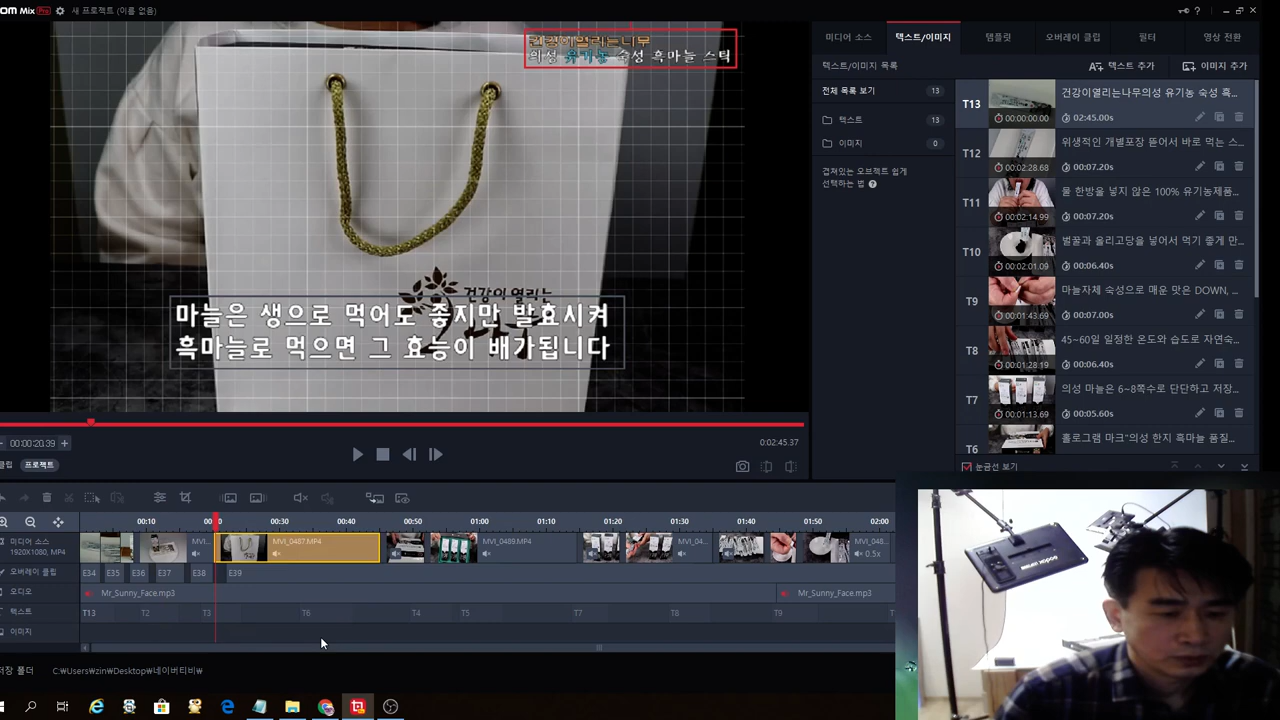 OM Mix Pro 새 프로젝트 (이름 없음)
건강이열리는나무
의성 유기농 숙성 흑마늘 스틱
건강이 열리는
마늘은 생으로 먹어도 좋지만 발효시켜
흑마늘로 먹으면 그 효능이 배가됩니다
미디어 소스 텍스트/이미지 템플릿 오버레이 클립 필터 영상 전환
텍스트/이미지 목록 텍스트 추가 이미지 추가
전체 목록 보기 13
텍스트 13
이미지 0
겹쳐있는 오브젝트 쉽게
선택하는 법 ?
T13 00:00:00.00 건강이열리는나무의성 유기농 숙성 흑... 02:45.00s
T12 00:02:28.68 위생적인 개별포장 뜯어서 바로 먹는 스... 00:07.20s
T11 00:02:14.99 물 한방을 넣지 않은 100% 유기농제품... 00:07.20s
T10 00:02:01.09 벌꿀과 올리고당을 넣어서 먹기 좋게 만... 00:06.40s
T9 00:01:43.69 마늘자체 숙성으로 매운 맛은 DOWN, ... 00:07.00s
T8 00:01:28.19 45~60일 일정한 온도와 습도로 자연숙... 00:06.40s
T7 00:01:13.69 의성 마늘은 6~8쪽수로 단단하고 저장... 00:05.60s
T6 홀로그램 마크"의성 한지 흑마늘 품질...
눈금선 보기
00:00:20.39 0:02:45.37
클립 프로젝트
00:10 00:30 00:40 00:50 01:00 01:10 01:20 01:30 01:40 01:50 02:00
미디어 소스
1920X1080, MP4
MVI... MVI_0487.MP4 MVI_0489.MP4 MVI_04... MVI_048... 0.5x
오버레이 클립 E34 E35 E36 E37 E38 E39
오디오 Mr_Sunny_Face.mp3 Mr_Sunny_Face.mp3
텍스트 T13 T2 T3 T6 T4 T5 T7 T8 T9
이미지
저장 폴더 C:₩Users₩zin₩Desktop₩네이버티비₩